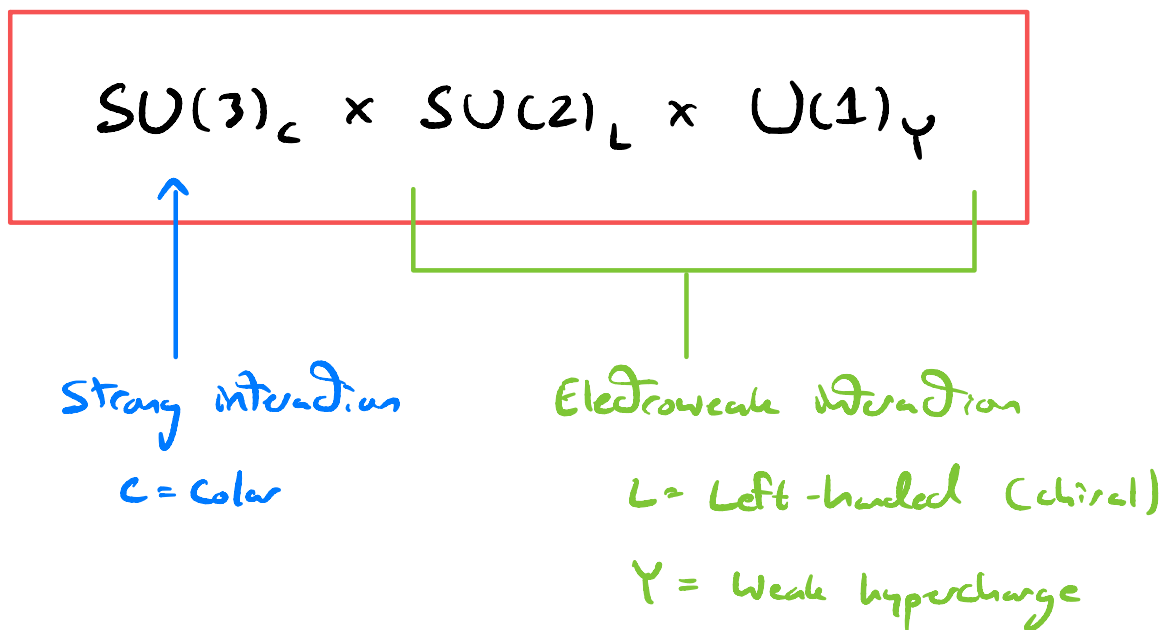 SU(3)c × SU(2)L × U(1)Y
Strong interaction
c = color
Electroweak interaction
L = Left-handed (chiral)
Y = Weak hypercharge